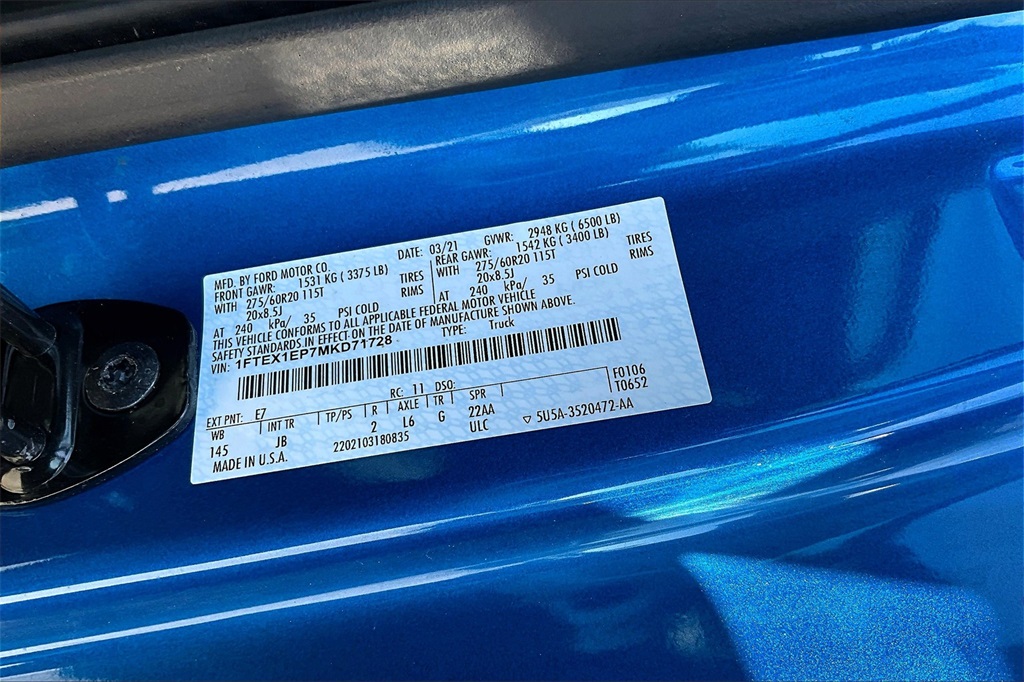 MFD. BY FORD MOTOR CO. DATE: 03/21 GVWR: 2948 KG ( 6500 LB)
FRONT GAWR: 1531 KG ( 3375 LB) REAR GAWR: 1542 KG ( 3400 LB)
WITH 275/60R20 115T TIRES WITH 275/60R20 115T TIRES
20x8.5J RIMS 20x8.5J RIMS
AT 240 kPa/ 35 PSI COLD AT 240 kPa/ 35 PSI COLD
THIS VEHICLE CONFORMS TO ALL APPLICABLE FEDERAL MOTOR VEHICLE
SAFETY STANDARDS IN EFFECT ON THE DATE OF MANUFACTURE SHOWN ABOVE.
VIN: 1FTEX1EP7MKD71728 TYPE: Truck
F0106
EXT PNT: E7 RC: 11 DSO: T0652
WB INT TR TP/PS R AXLE TR SPR
145 JB 2 L6 G 22AA
MADE IN U.S.A. 2202103180835 ULC ▽ 5U5A-3520472-AA